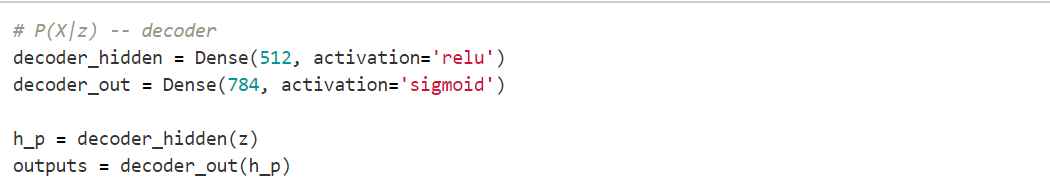 # P(X|z) -- decoder
decoder_hidden = Dense(512, activation='relu')
decoder_out = Dense(784, activation='sigmoid')
h_p = decoder_hidden(z)
outputs = decoder_out(h_p)